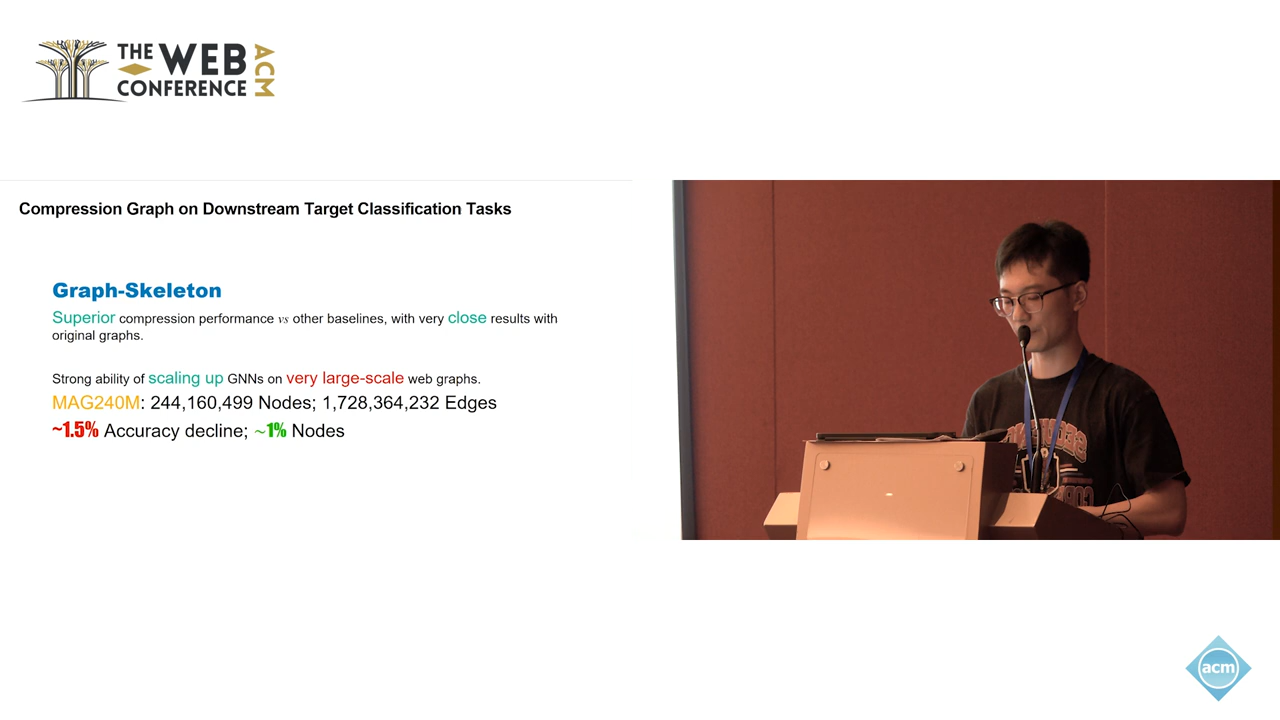 THE WEB
CONFERENCE
ACM
Compression Graph on Downstream Target Classification Tasks
Graph-Skeleton
Superior compression performance vs other baselines, with very close results with
original graphs.
Strong ability of scaling up GNNs on very large-scale web graphs.
MAG240M: 244,160,499 Nodes; 1,728,364,232 Edges
~1.5% Accuracy decline; ~1% Nodes
acm